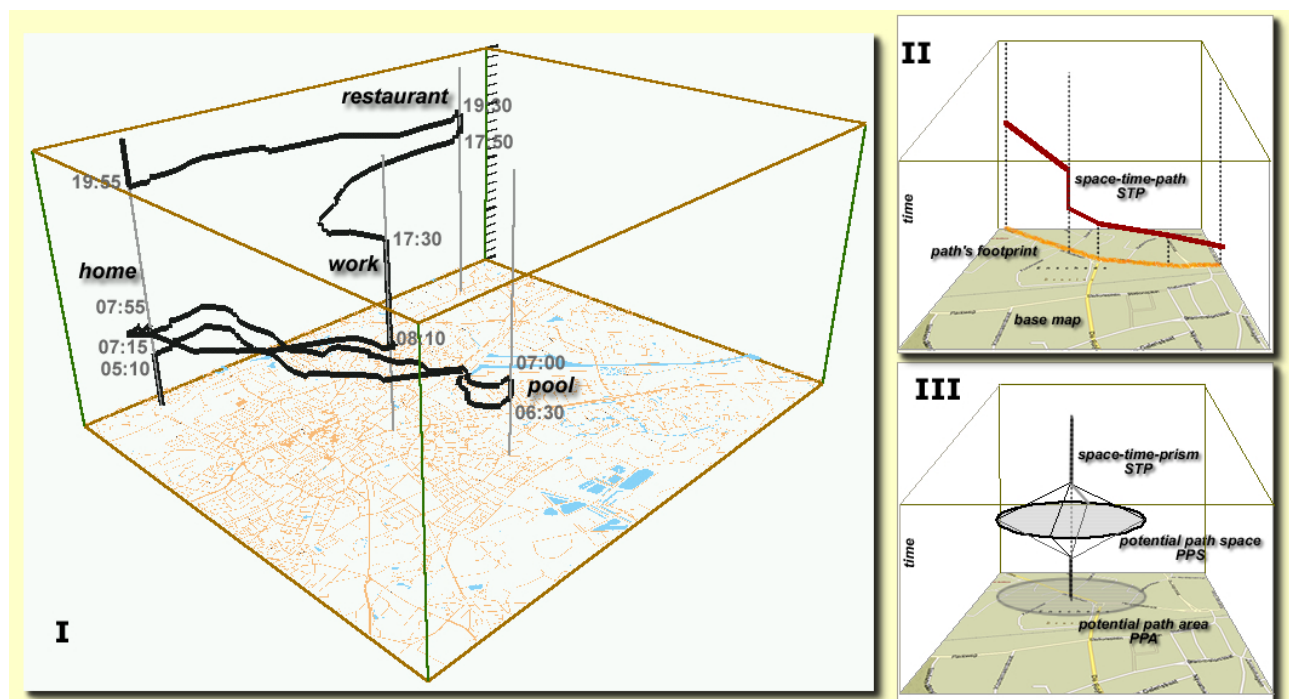 restaurant
19:30
17:50
19:55
17:30
home
work
07:55
08:10
07:15
07:00
05:10
pool
06:30
I
II
space-time-path
STP
time
path's footprint
base map
III
space-time-prism
STP
potential path space
PPS
time
potential path area
PPA